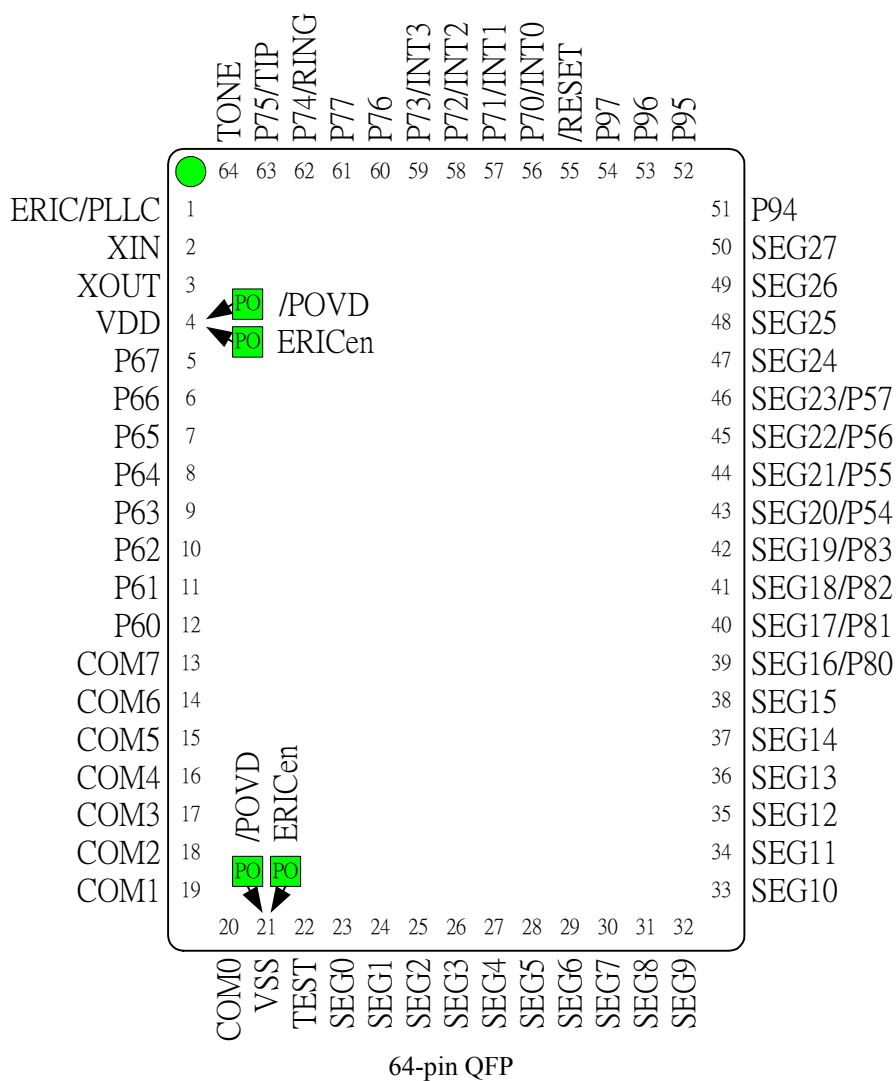 TONE
P75/TIP
P74/RING
P77
P76
P73/INT3
P72/INT2
P71/INT1
P70/INT0
/RESET
P97
P96
P95
64 63 62 61 60 59 58 57 56 55 54 53 52
ERIC/PLLC 1
XIN 2
XOUT 3
VDD 4
P67 5
P66 6
P65 7
P64 8
P63 9
P62 10
P61 11
P60 12
COM7 13
COM6 14
COM5 15
COM4 16
COM3 17
COM2 18
COM1 19
PO /POVD
PO ERICen
/POVD
ERICen
PO PO
51 P94
50 SEG27
49 SEG26
48 SEG25
47 SEG24
46 SEG23/P57
45 SEG22/P56
44 SEG21/P55
43 SEG20/P54
42 SEG19/P83
41 SEG18/P82
40 SEG17/P81
39 SEG16/P80
38 SEG15
37 SEG14
36 SEG13
35 SEG12
34 SEG11
33 SEG10
20 21 22 23 24 25 26 27 28 29 30 31 32
COM0
VSS
TEST
SEG0
SEG1
SEG2
SEG3
SEG4
SEG5
SEG6
SEG7
SEG8
SEG9
64-pin QFP